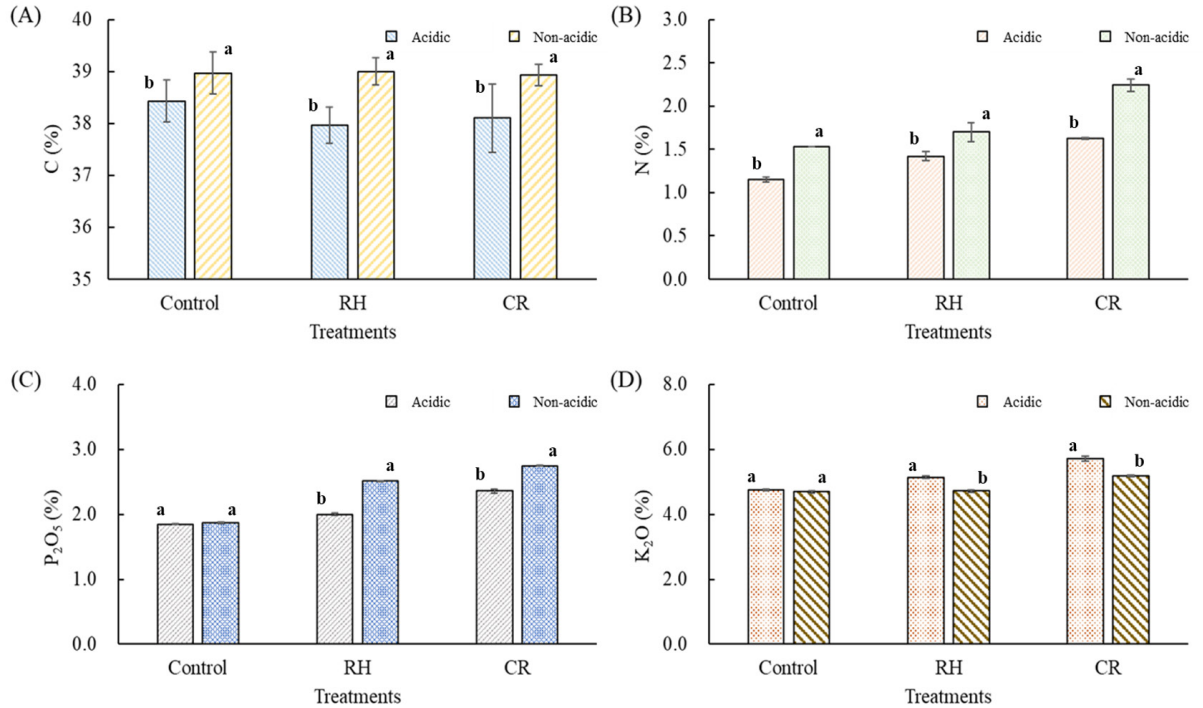 (A)
Acidic
Non-acidic
40
39
38
37
36
35
C (%)
b
a
b
a
b
a
Control
RH
CR
Treatments
(B)
Acidic
Non-acidic
3.0
2.5
2.0
1.5
1.0
0.5
0.0
N (%)
b
a
b
a
b
a
Control
RH
CR
Treatments
(C)
Acidic
Non-acidic
4.0
3.0
2.0
1.0
0.0
P₂O₅ (%)
a
a
b
a
b
a
Control
RH
CR
Treatments
(D)
Acidic
Non-acidic
8.0
6.0
4.0
2.0
0.0
K₂O (%)
a
a
a
b
a
b
Control
RH
CR
Treatments